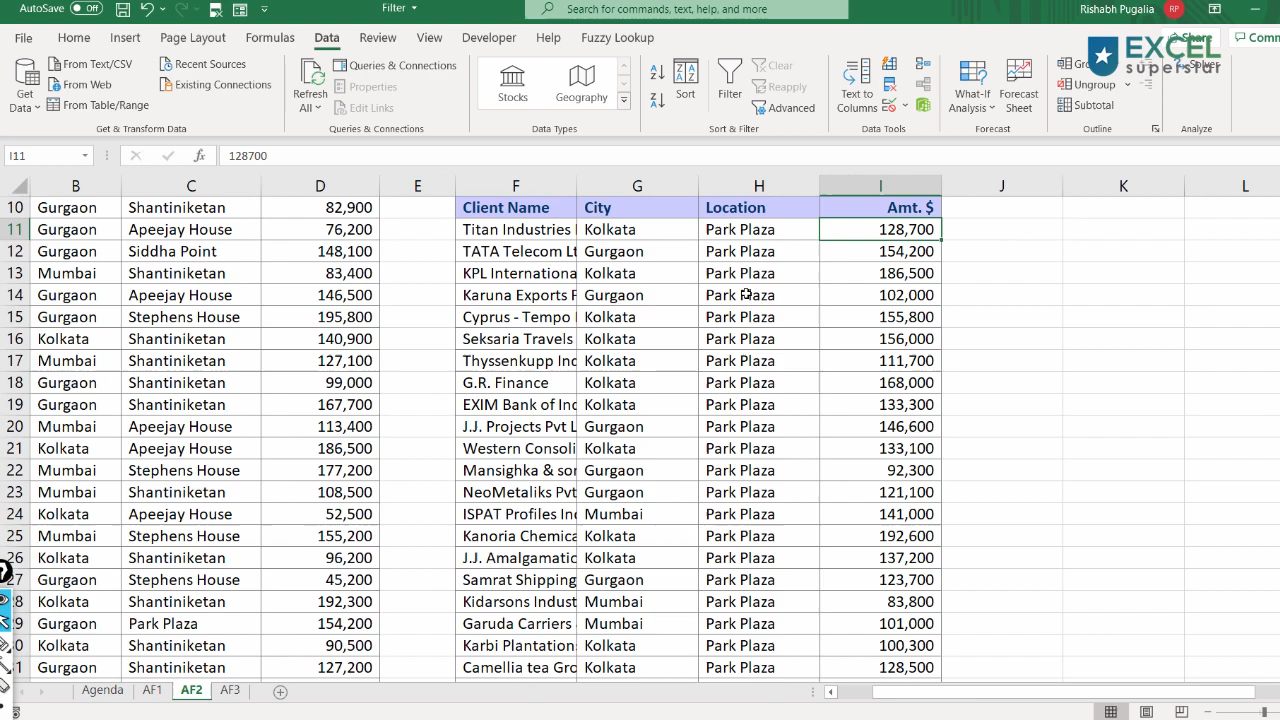 AutoSave Off Filter Search for commands, text, help, and more Rishabh Pugalia RP
File Home Insert Page Layout Formulas Data Review View Developer Help Fuzzy Lookup Share
EXCEL
superstar
Get Data
From Text/CSV
From Web
From Table/Range
Recent Sources
Existing Connections
Get & Transform Data
Refresh All
Queries & Connections
Properties
Edit Links
Queries & Connections
Stocks
Geography
Data Types
Sort
Filter
Clear
Reapply
Advanced
Sort & Filter
Text to Columns
Data Tools
What-If Analysis
Forecast Sheet
Forecast
Ungroup
Subtotal
Outline
Solver
Analyze
I11 fx 128700
B C D E F G H I J K L
10 Gurgaon Shantiniketan 82,900 Client Name City Location Amt. $
11 Gurgaon Apeejay House 76,200 Titan Industries Kolkata Park Plaza 128,700
12 Gurgaon Siddha Point 148,100 TATA Telecom Lt Gurgaon Park Plaza 154,200
13 Mumbai Shantiniketan 83,400 KPL Internationa Kolkata Park Plaza 186,500
14 Gurgaon Apeejay House 146,500 Karuna Exports P Gurgaon Park Plaza 102,000
15 Gurgaon Stephens House 195,800 Cyprus - Tempo Kolkata Park Plaza 155,800
16 Kolkata Shantiniketan 140,900 Seksaria Travels Kolkata Park Plaza 156,000
17 Mumbai Shantiniketan 127,100 Thyssenkupp Inc Kolkata Park Plaza 111,700
18 Gurgaon Shantiniketan 99,000 G.R. Finance Kolkata Park Plaza 168,000
19 Gurgaon Shantiniketan 167,700 EXIM Bank of Inc Kolkata Park Plaza 133,300
20 Gurgaon Apeejay House 113,400 J.J. Projects Pvt L Gurgaon Park Plaza 146,600
21 Kolkata Apeejay House 186,500 Western Consoli Kolkata Park Plaza 133,100
22 Mumbai Stephens House 177,200 Mansighka & sor Gurgaon Park Plaza 92,300
23 Mumbai Shantiniketan 108,500 NeoMetaliks Pvt Gurgaon Park Plaza 121,100
24 Kolkata Apeejay House 52,500 ISPAT Profiles Inc Mumbai Park Plaza 141,000
25 Mumbai Stephens House 155,200 Kanoria Chemica Kolkata Park Plaza 192,600
26 Kolkata Shantiniketan 96,200 J.J. Amalgamatic Kolkata Park Plaza 137,200
27 Gurgaon Stephens House 45,200 Samrat Shipping Gurgaon Park Plaza 123,700
28 Kolkata Shantiniketan 192,300 Kidarsons Indust Mumbai Park Plaza 83,800
29 Gurgaon Park Plaza 154,200 Garuda Carriers Mumbai Park Plaza 101,000
30 Kolkata Shantiniketan 90,500 Karbi Plantation Kolkata Park Plaza 100,300
31 Gurgaon Shantiniketan 127,200 Camellia tea Gro Kolkata Park Plaza 128,500
Agenda AF1 AF2 AF3